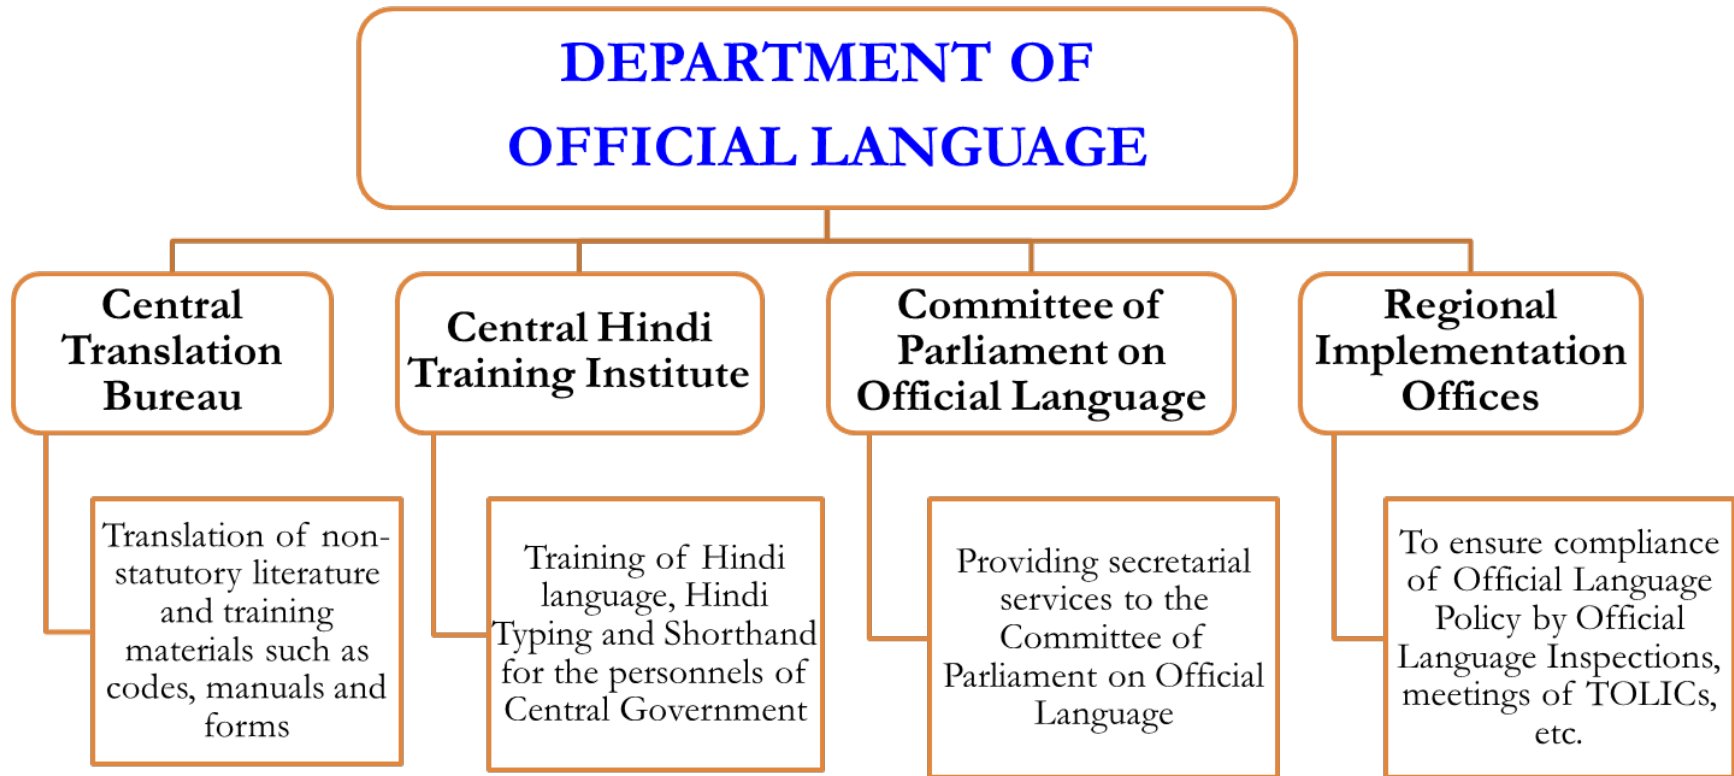 DEPARTMENT OF
OFFICIAL LANGUAGE
Central
Translation
Bureau
Translation of non-
statutory literature
and training
materials such as
codes, manuals and
forms
Central Hindi
Training Institute
Training of Hindi
language, Hindi
Typing and Shorthand
for the personnels of
Central Government
Committee of
Parliament on
Official Language
Providing secretarial
services to the
Committee of
Parliament on Official
Language
Regional
Implementation
Offices
To ensure compliance
of Official Language
Policy by Official
Language Inspections,
meetings of TOLICs,
etc.